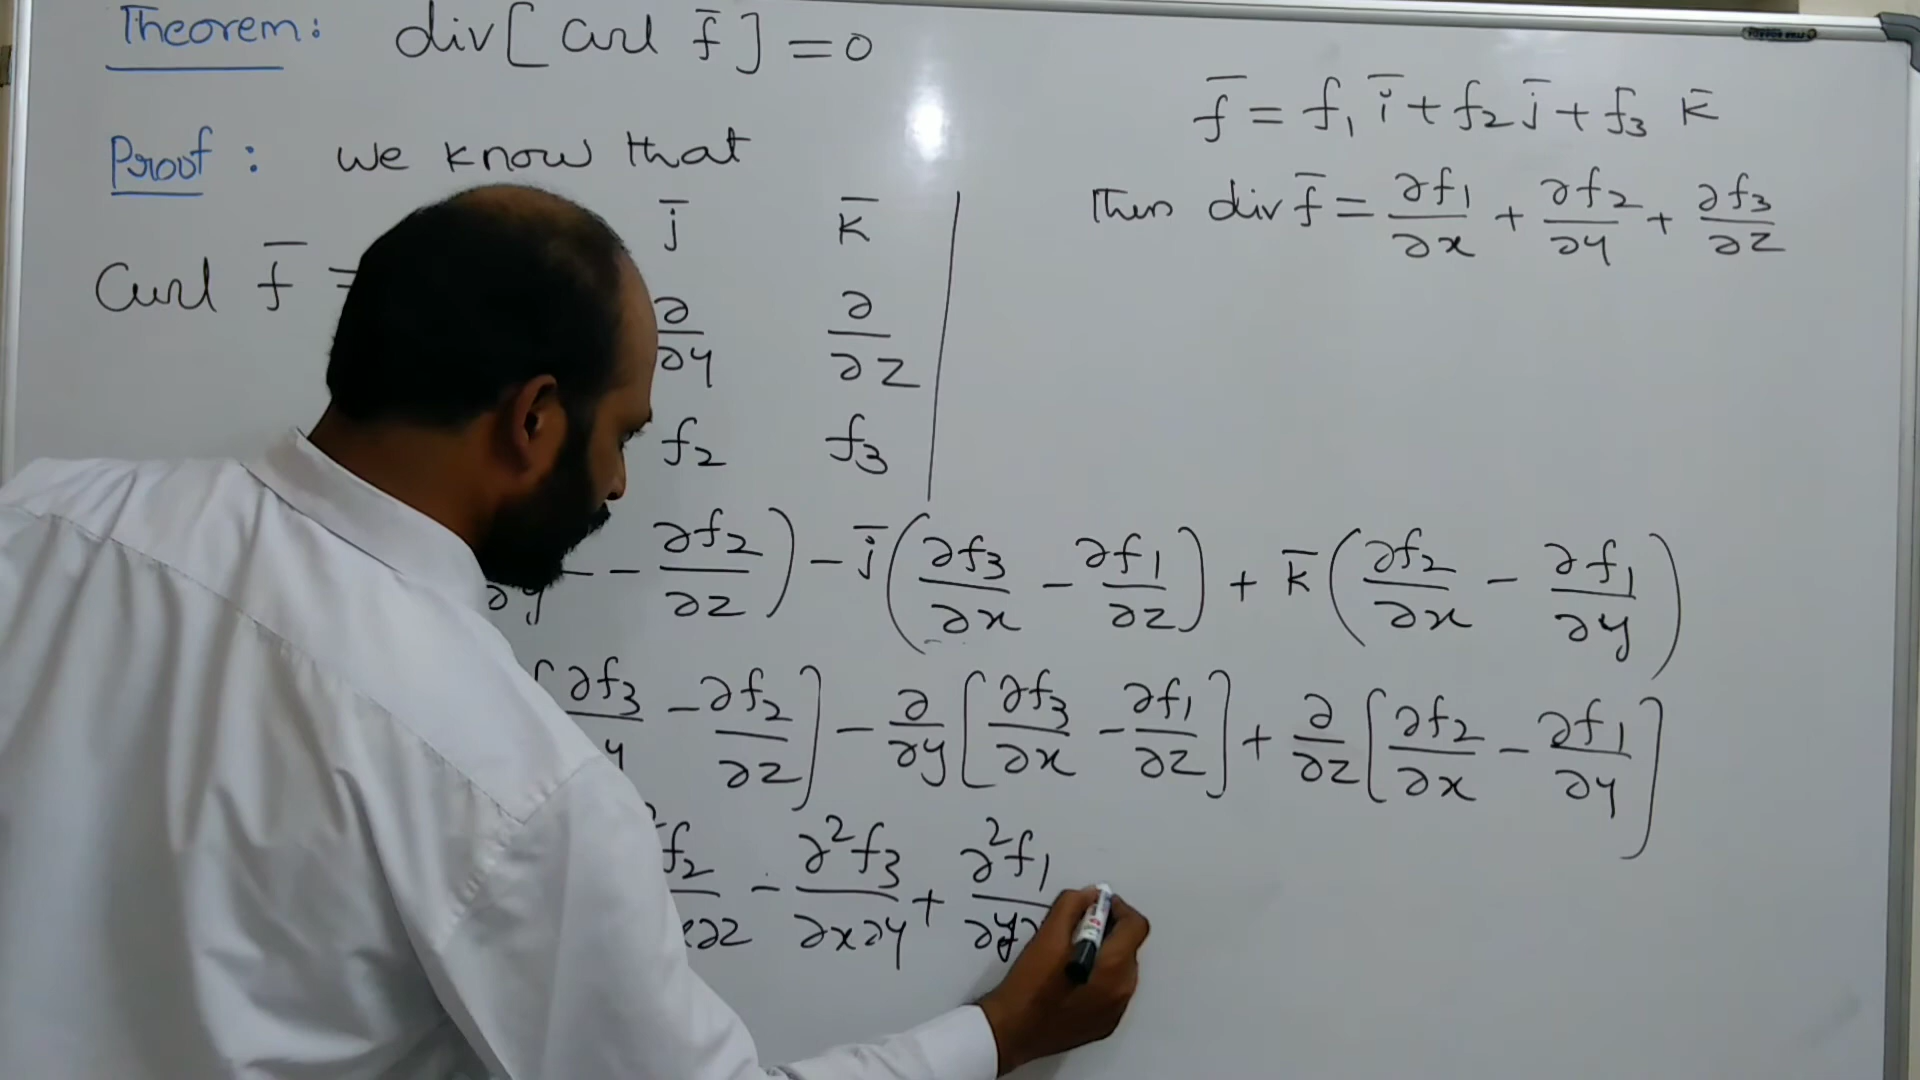 Theorem: div[curl f̄] = 0
Proof: we know that
f̄ = f₁ ī + f₂ j̄ + f₃ k̄
Then div f̄ = ∂f₁/∂x + ∂f₂/∂y + ∂f₃/∂z
Curl f̄ =
j̄ k̄
∂/∂y ∂/∂z
f₂ f₃
∂y − ∂f₂/∂z) − j̄(∂f₃/∂x − ∂f₁/∂z) + k̄(∂f₂/∂x − ∂f₁/∂y)
[∂f₃/∂y − ∂f₂/∂z] − ∂/∂y[∂f₃/∂x − ∂f₁/∂z] + ∂/∂z[∂f₂/∂x − ∂f₁/∂y]
²f₂/∂z − ∂²f₃/∂x∂y + ∂²f₁/∂y∂